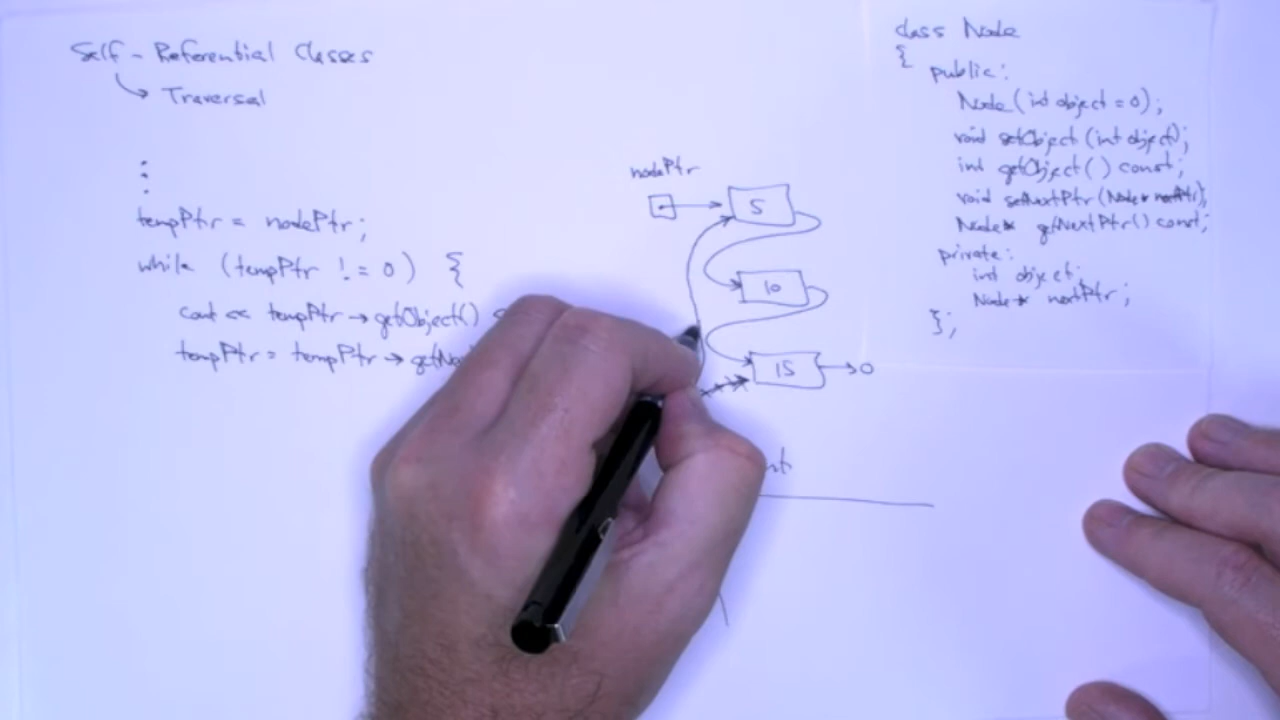 Self-Referential Classes
Traversal
tempPtr = nodePtr;
while (tempPtr != 0) {
cout << tempPtr→getObject()
tempPtr = tempPtr→
nodePtr
5
10
15
0
class Node
{
public:
Node(int object = 0);
void setObject(int object);
int getObject() const;
void setNextPtr(Node* nextPtr);
Node* getNextPtr() const;
private:
int object;
Node* nextPtr;
};